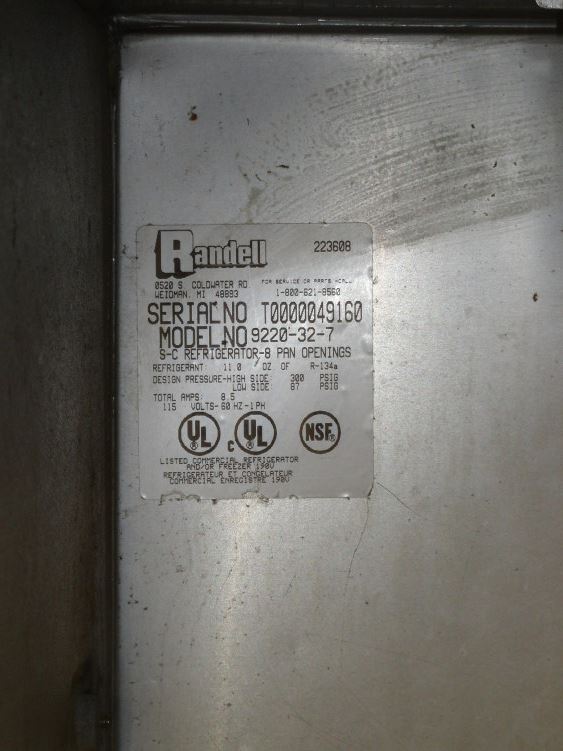 Randell
223608
0520 S. COLDWATER RD
WEIDMAN, MI 48893
FOR SERVICE OR PARTS CALL
1-800-621-8560
SERIAL NO T0000049160
MODEL NO 9220-32-7
S-C REFRIGERATOR-8 PAN OPENINGS
REFRIGERANT 11.0 OZ OF R-134a
DESIGN PRESSURE-HIGH SIDE 300 PSIG
LOW SIDE 87 PSIG
TOTAL AMPS: 8.5
115 VOLTS-60 HZ-1PH
UL ® c UL ® NSF®
LISTED COMMERCIAL REFRIGERATOR
AND/OR FREEZER 190U
REFRIGERATEUR ET CONGELATEUR
COMMERCIAL ENREGISTRE 190U